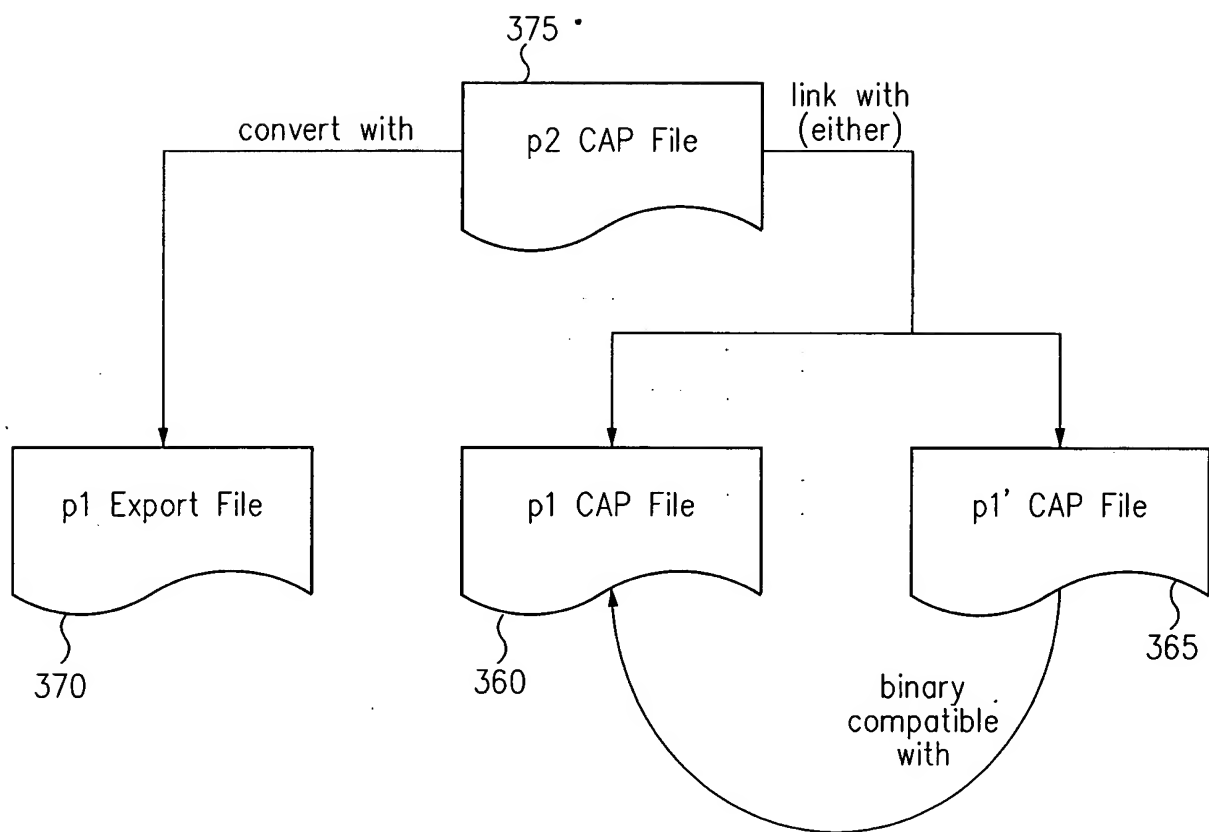 375
convert with
p2 CAP File
link with
(either)
p1 Export File
p1 CAP File
p1' CAP File
370
360
365
binary
compatible
with